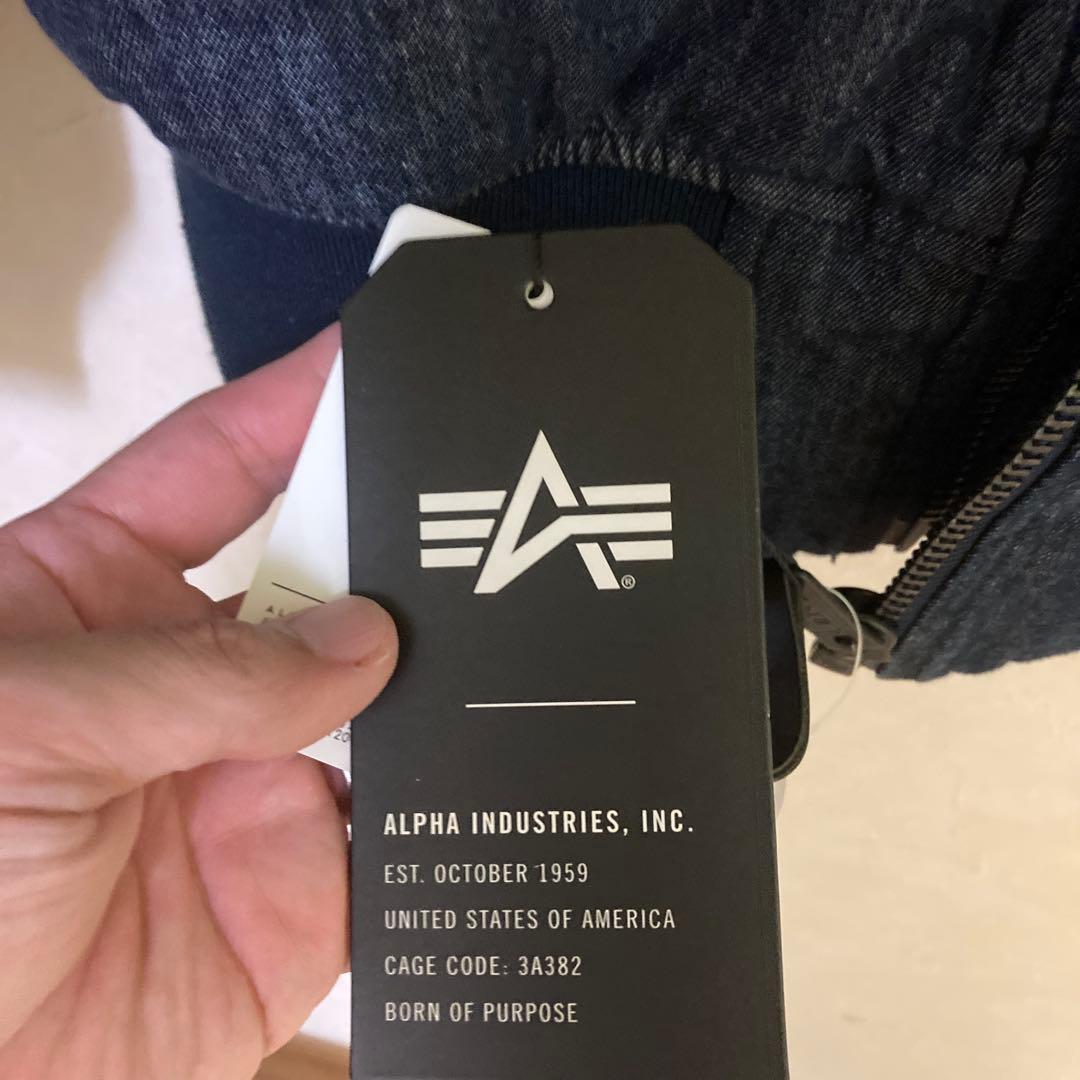 ®
ALPHA INDUSTRIES, INC.
EST. OCTOBER 1959
UNITED STATES OF AMERICA
CAGE CODE: 3A382
BORN OF PURPOSE